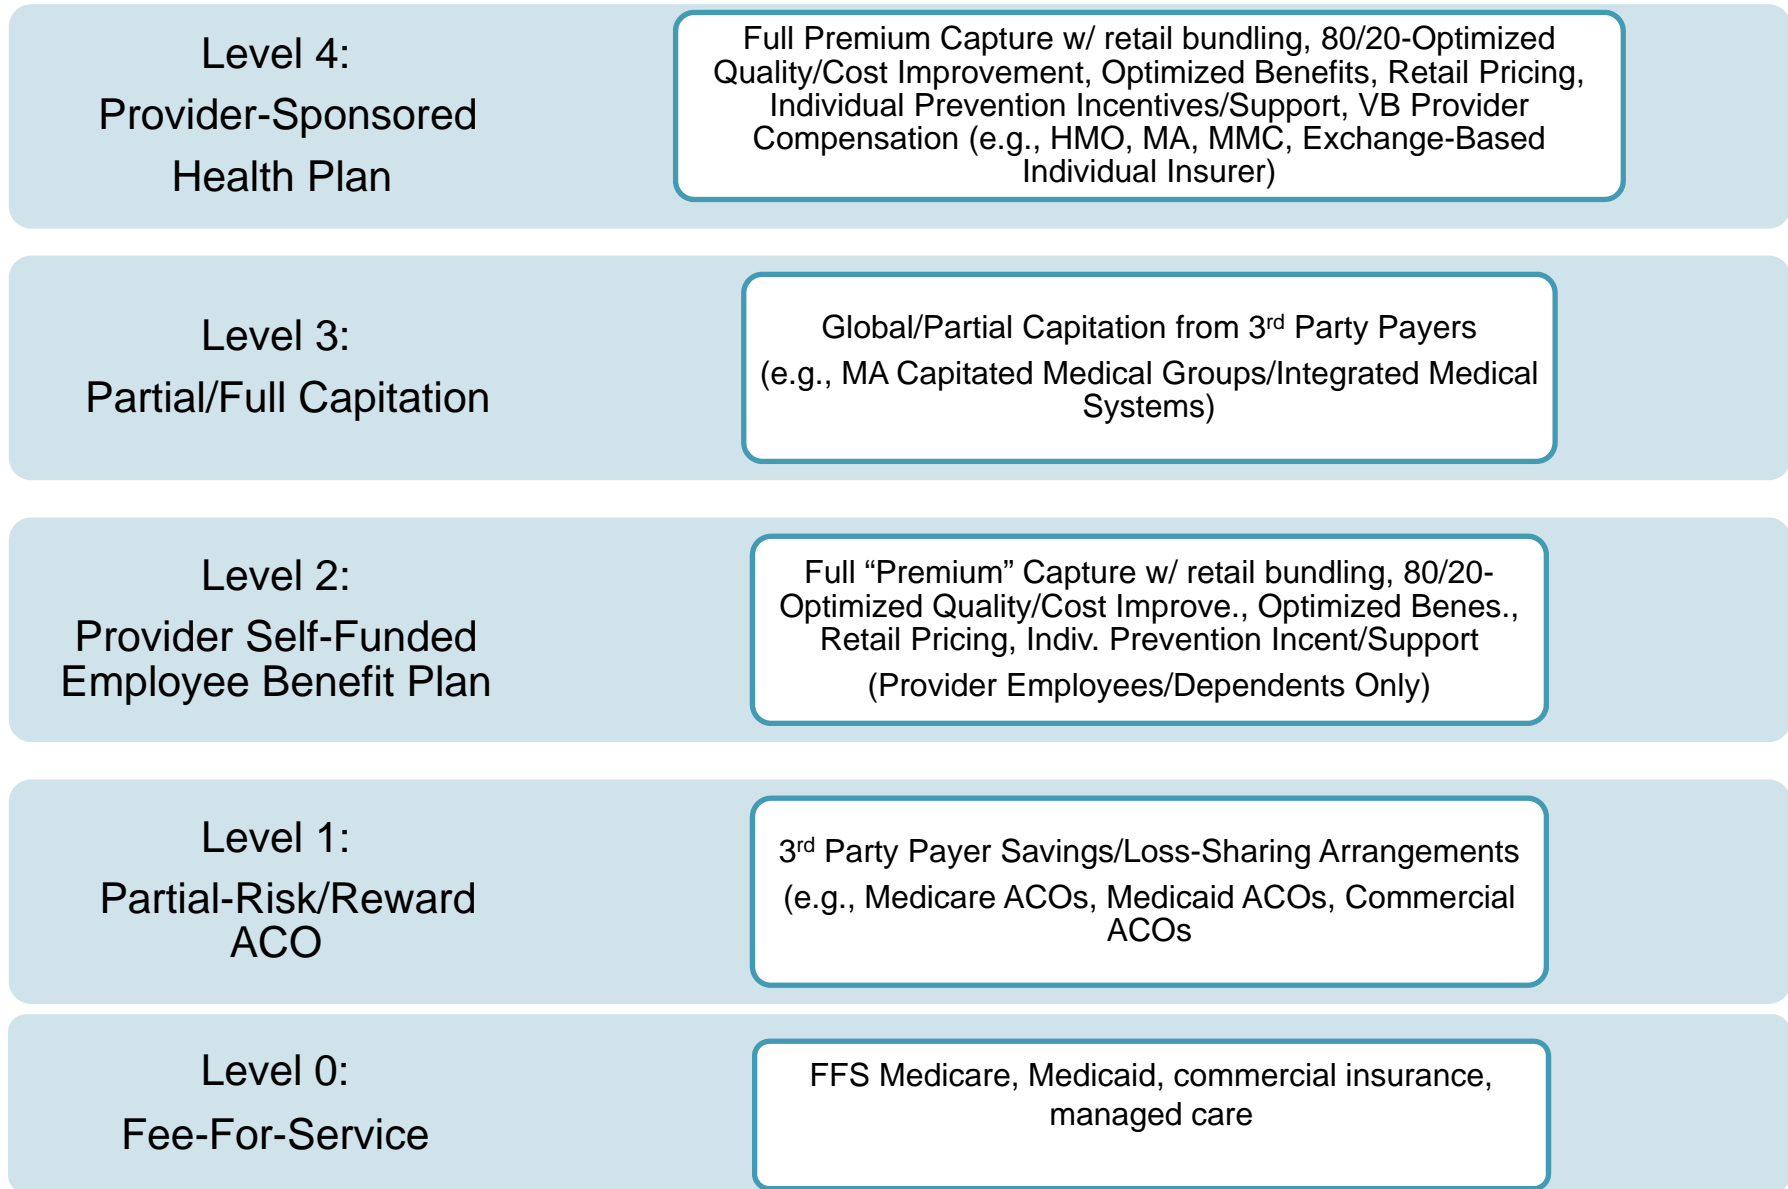 Level 4:
Provider-Sponsored
Health Plan
Full Premium Capture w/ retail bundling, 80/20-Optimized
Quality/Cost Improvement, Optimized Benefits, Retail Pricing,
Individual Prevention Incentives/Support, VB Provider
Compensation (e.g., HMO, MA, MMC, Exchange-Based
Individual Insurer)
Level 3:
Partial/Full Capitation
Global/Partial Capitation from 3rd Party Payers
(e.g., MA Capitated Medical Groups/Integrated Medical
Systems)
Level 2:
Provider Self-Funded
Employee Benefit Plan
Full “Premium” Capture w/ retail bundling, 80/20-
Optimized Quality/Cost Improve., Optimized Benes.,
Retail Pricing, Indiv. Prevention Incent/Support
(Provider Employees/Dependents Only)
Level 1:
Partial-Risk/Reward
ACO
3rd Party Payer Savings/Loss-Sharing Arrangements
(e.g., Medicare ACOs, Medicaid ACOs, Commercial
ACOs
Level 0:
Fee-For-Service
FFS Medicare, Medicaid, commercial insurance,
managed care